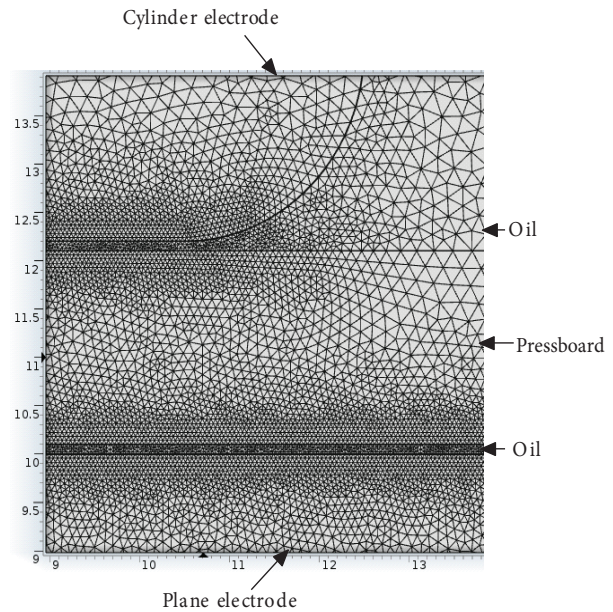 Cylinder electrode
13.5
13
12.5
Oil
12
11.5
Pressboard
11
10.5
Oil
10
9.5
9
9 10 11 12 13
Plane electrode